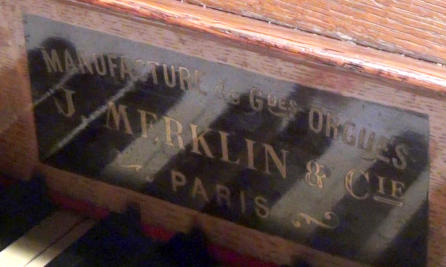 MANUFACTURE de Gdes ORGUES
J. MERKLIN & CIE
PARIS